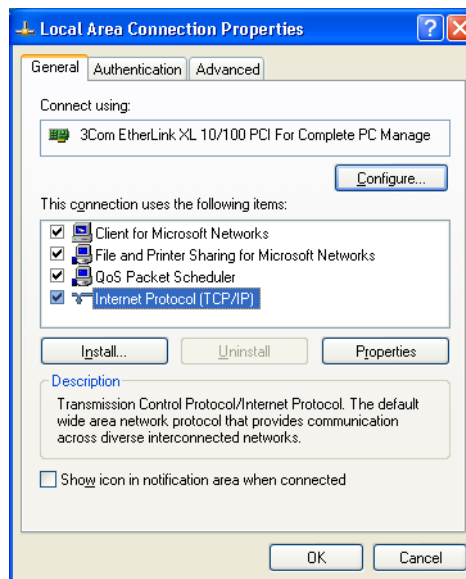 Local Area Connection Properties
General Authentication Advanced
Connect using:
3Com EtherLink XL 10/100 PCI For Complete PC Manage
Configure...
This connection uses the following items:
Client for Microsoft Networks
File and Printer Sharing for Microsoft Networks
QoS Packet Scheduler
Internet Protocol (TCP/IP)
Install... Uninstall Properties
Description
Transmission Control Protocol/Internet Protocol. The default
wide area network protocol that provides communication
across diverse interconnected networks.
Show icon in notification area when connected
OK Cancel